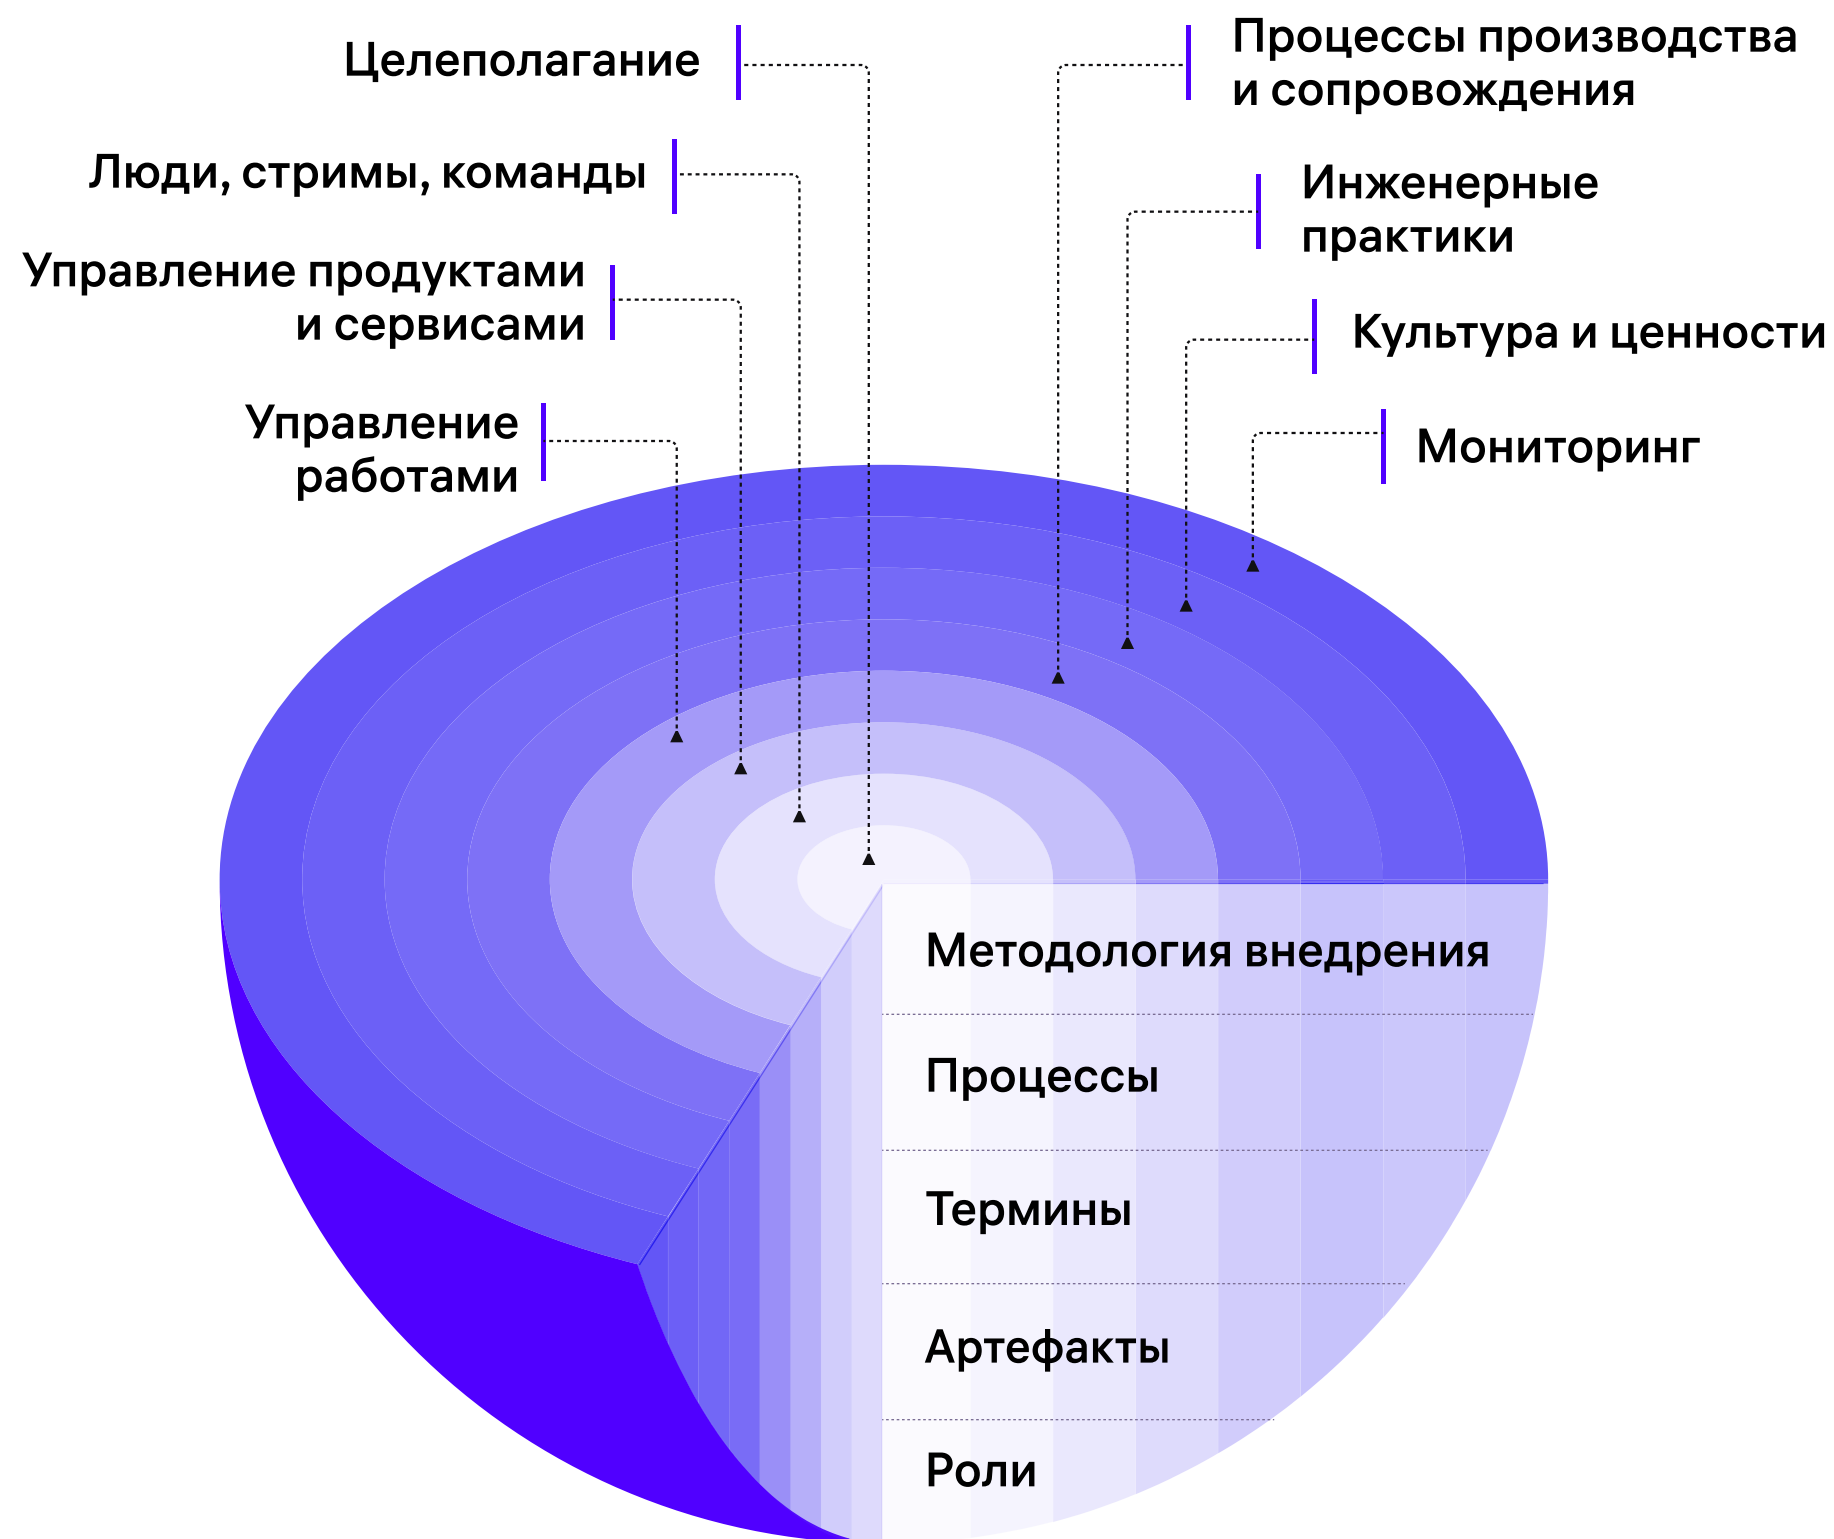 Целеполагание
Люди, стримы, команды
Управление продуктами
и сервисами
Управление
работами
Процессы производства
и сопровождения
Инженерные
практики
Культура и ценности
Мониторинг
Методология внедрения
Процессы
Термины
Артефакты
Роли